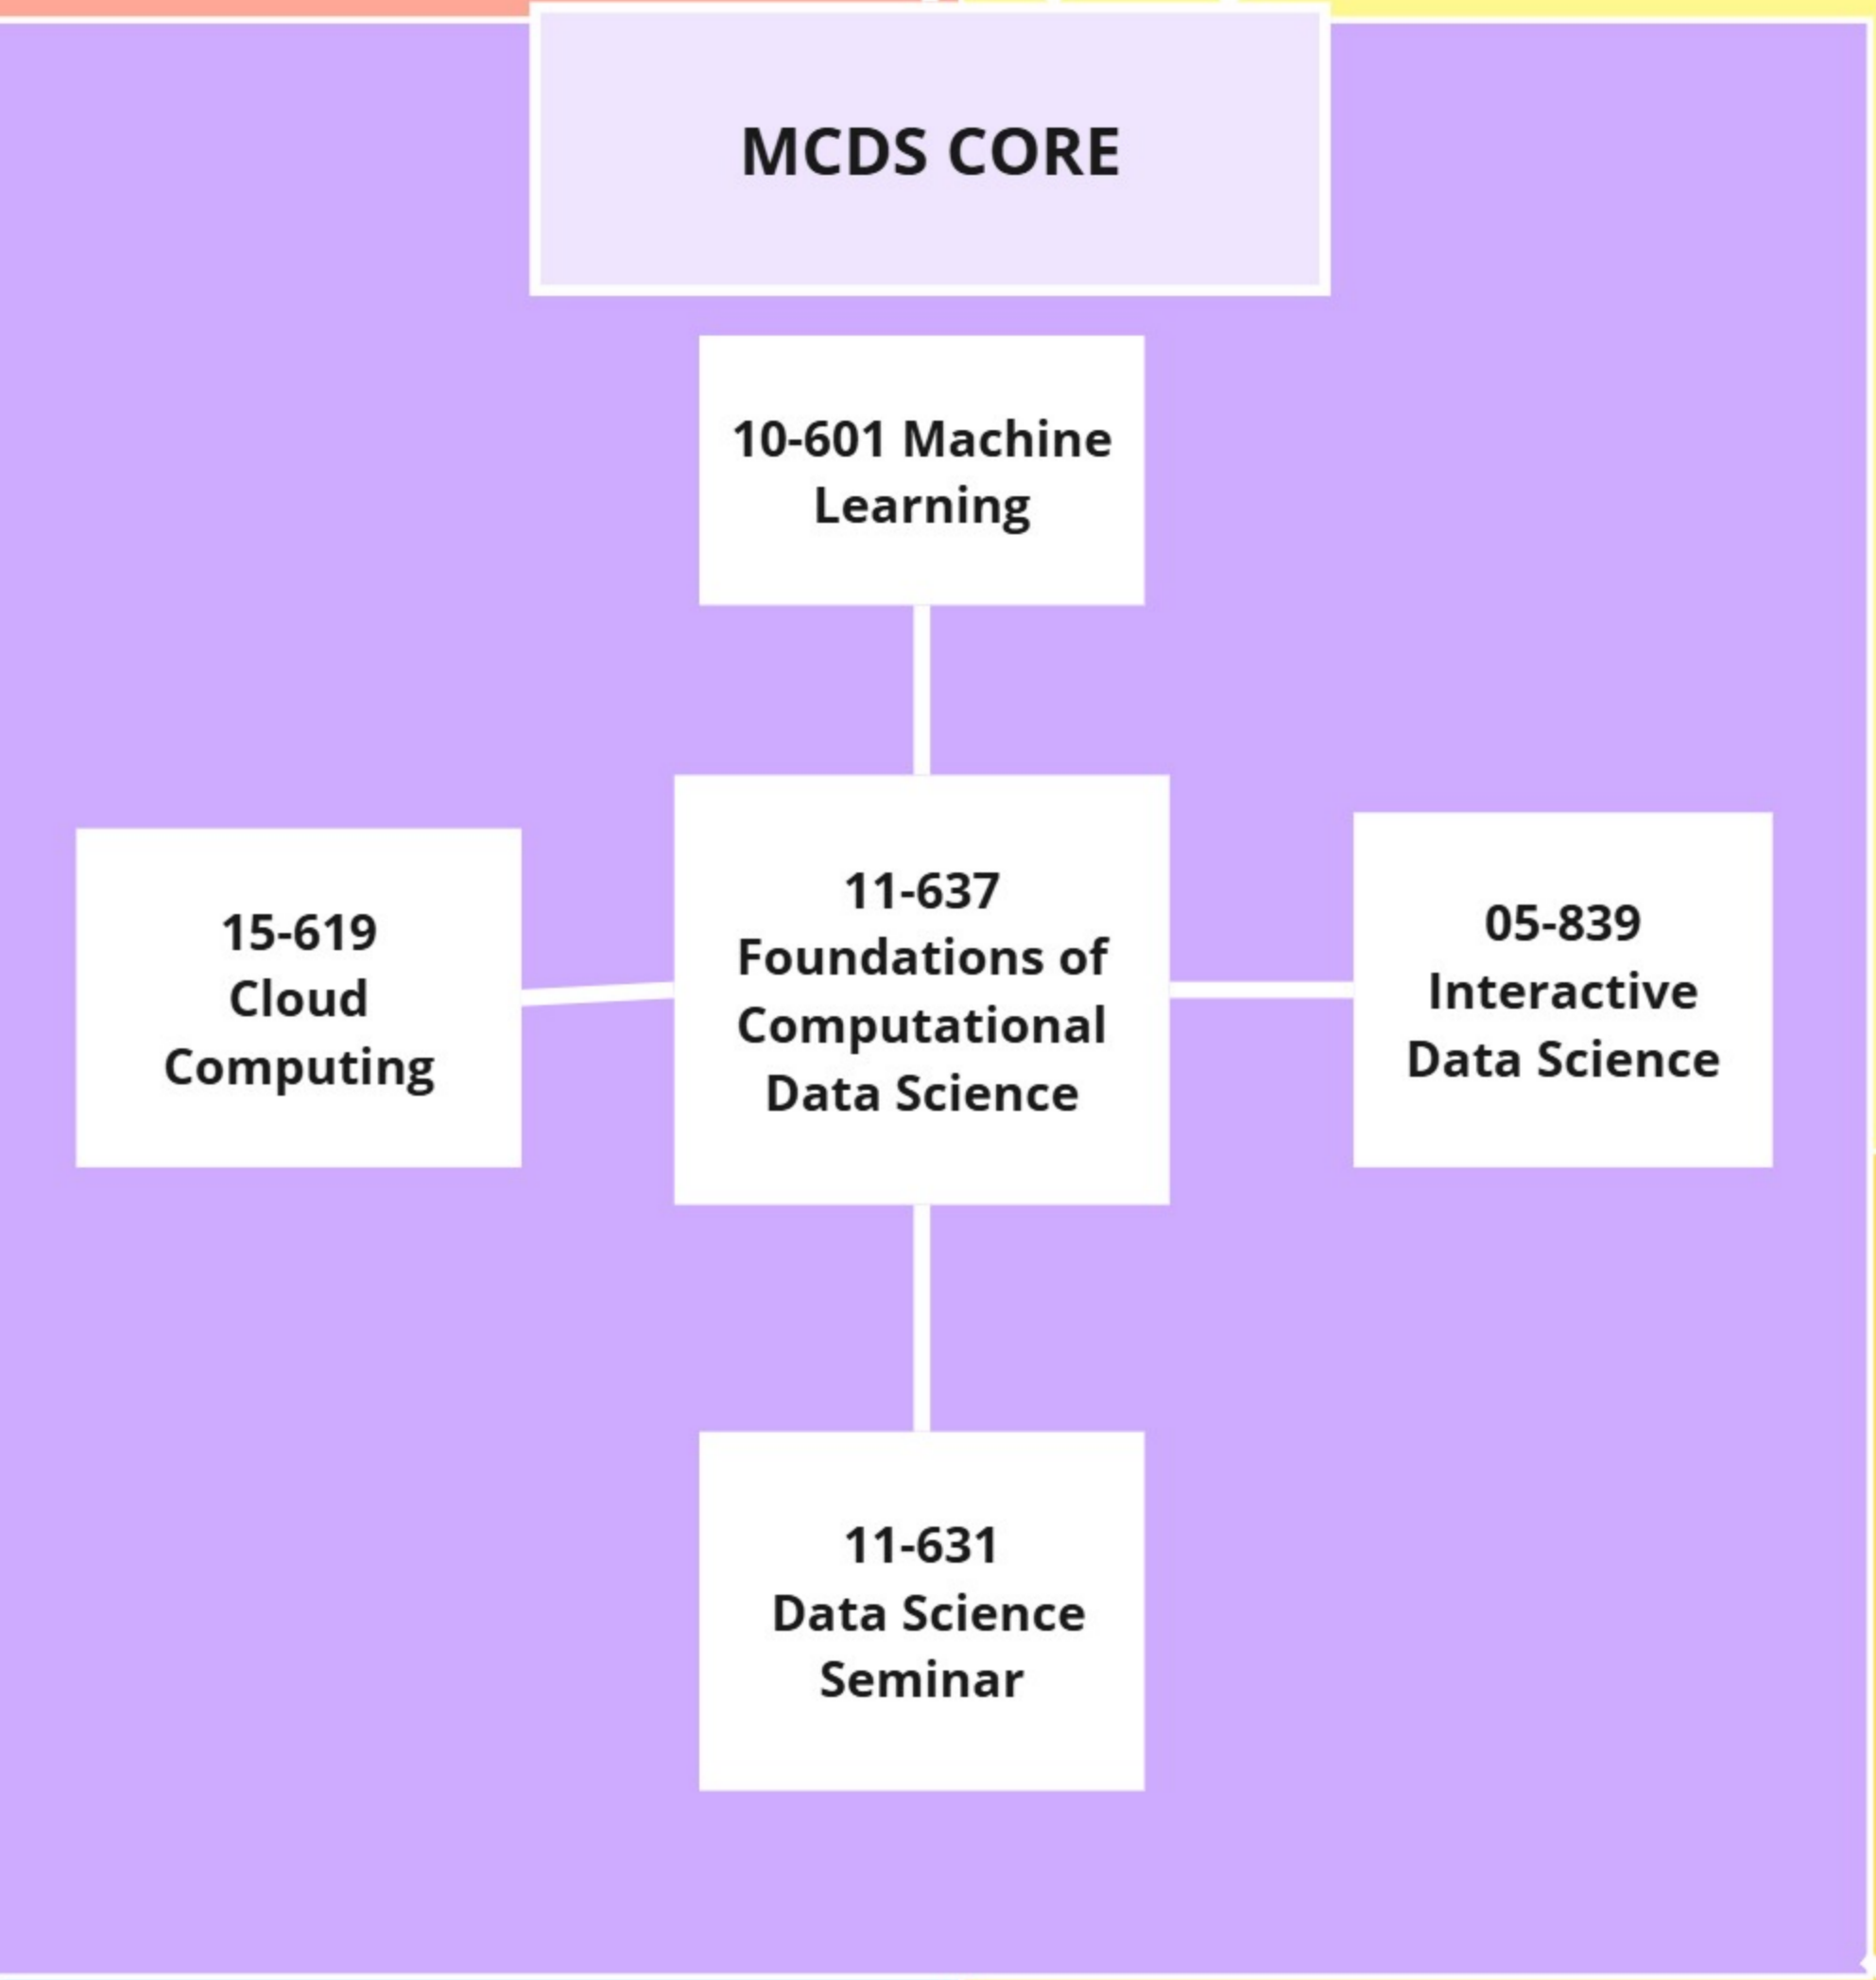 MCDS CORE
10-601 Machine
Learning
15-619
Cloud
Computing
11-637
Foundations of
Computational
Data Science
05-839
Interactive
Data Science
11-631
Data Science
Seminar